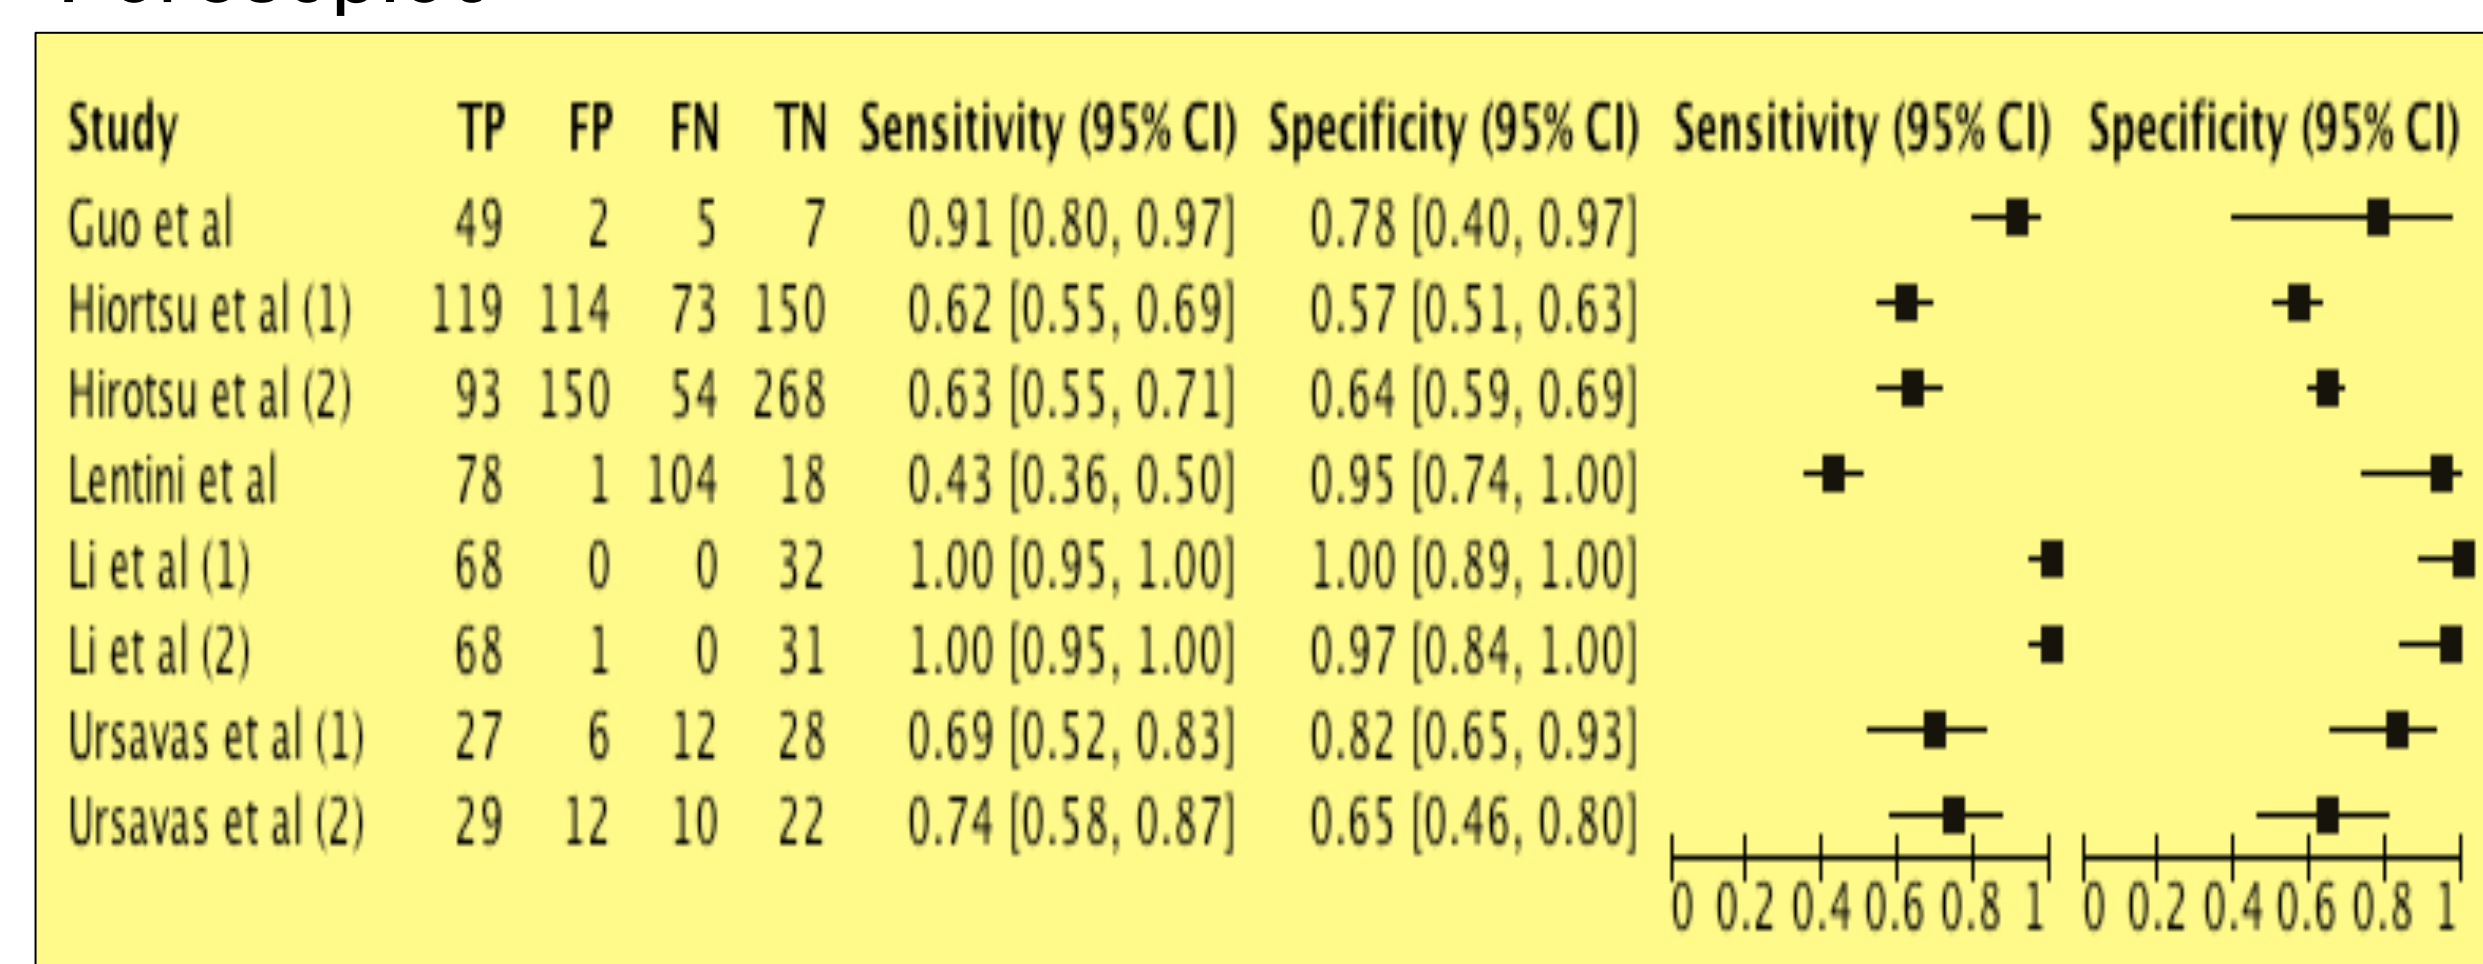 Forestplot
Study TP FP FN TN Sensitivity (95% CI) Specificity (95% CI) Sensitivity (95% CI) Specificity (95% CI)
Guo et al 49 2 5 7 0.91 [0.80, 0.97] 0.78 [0.40, 0.97]
Hiortsu et al (1) 119 114 73 150 0.62 [0.55, 0.69] 0.57 [0.51, 0.63]
Hirotsu et al (2) 93 150 54 268 0.63 [0.55, 0.71] 0.64 [0.59, 0.69]
Lentini et al 78 1 104 18 0.43 [0.36, 0.50] 0.95 [0.74, 1.00]
Li et al (1) 68 0 0 32 1.00 [0.95, 1.00] 1.00 [0.89, 1.00]
Li et al (2) 68 1 0 31 1.00 [0.95, 1.00] 0.97 [0.84, 1.00]
Ursavas et al (1) 27 6 12 28 0.69 [0.52, 0.83] 0.82 [0.65, 0.93]
Ursavas et al (2) 29 12 10 22 0.74 [0.58, 0.87] 0.65 [0.46, 0.80]
0 0.2 0.4 0.6 0.8 1 0 0.2 0.4 0.6 0.8 1